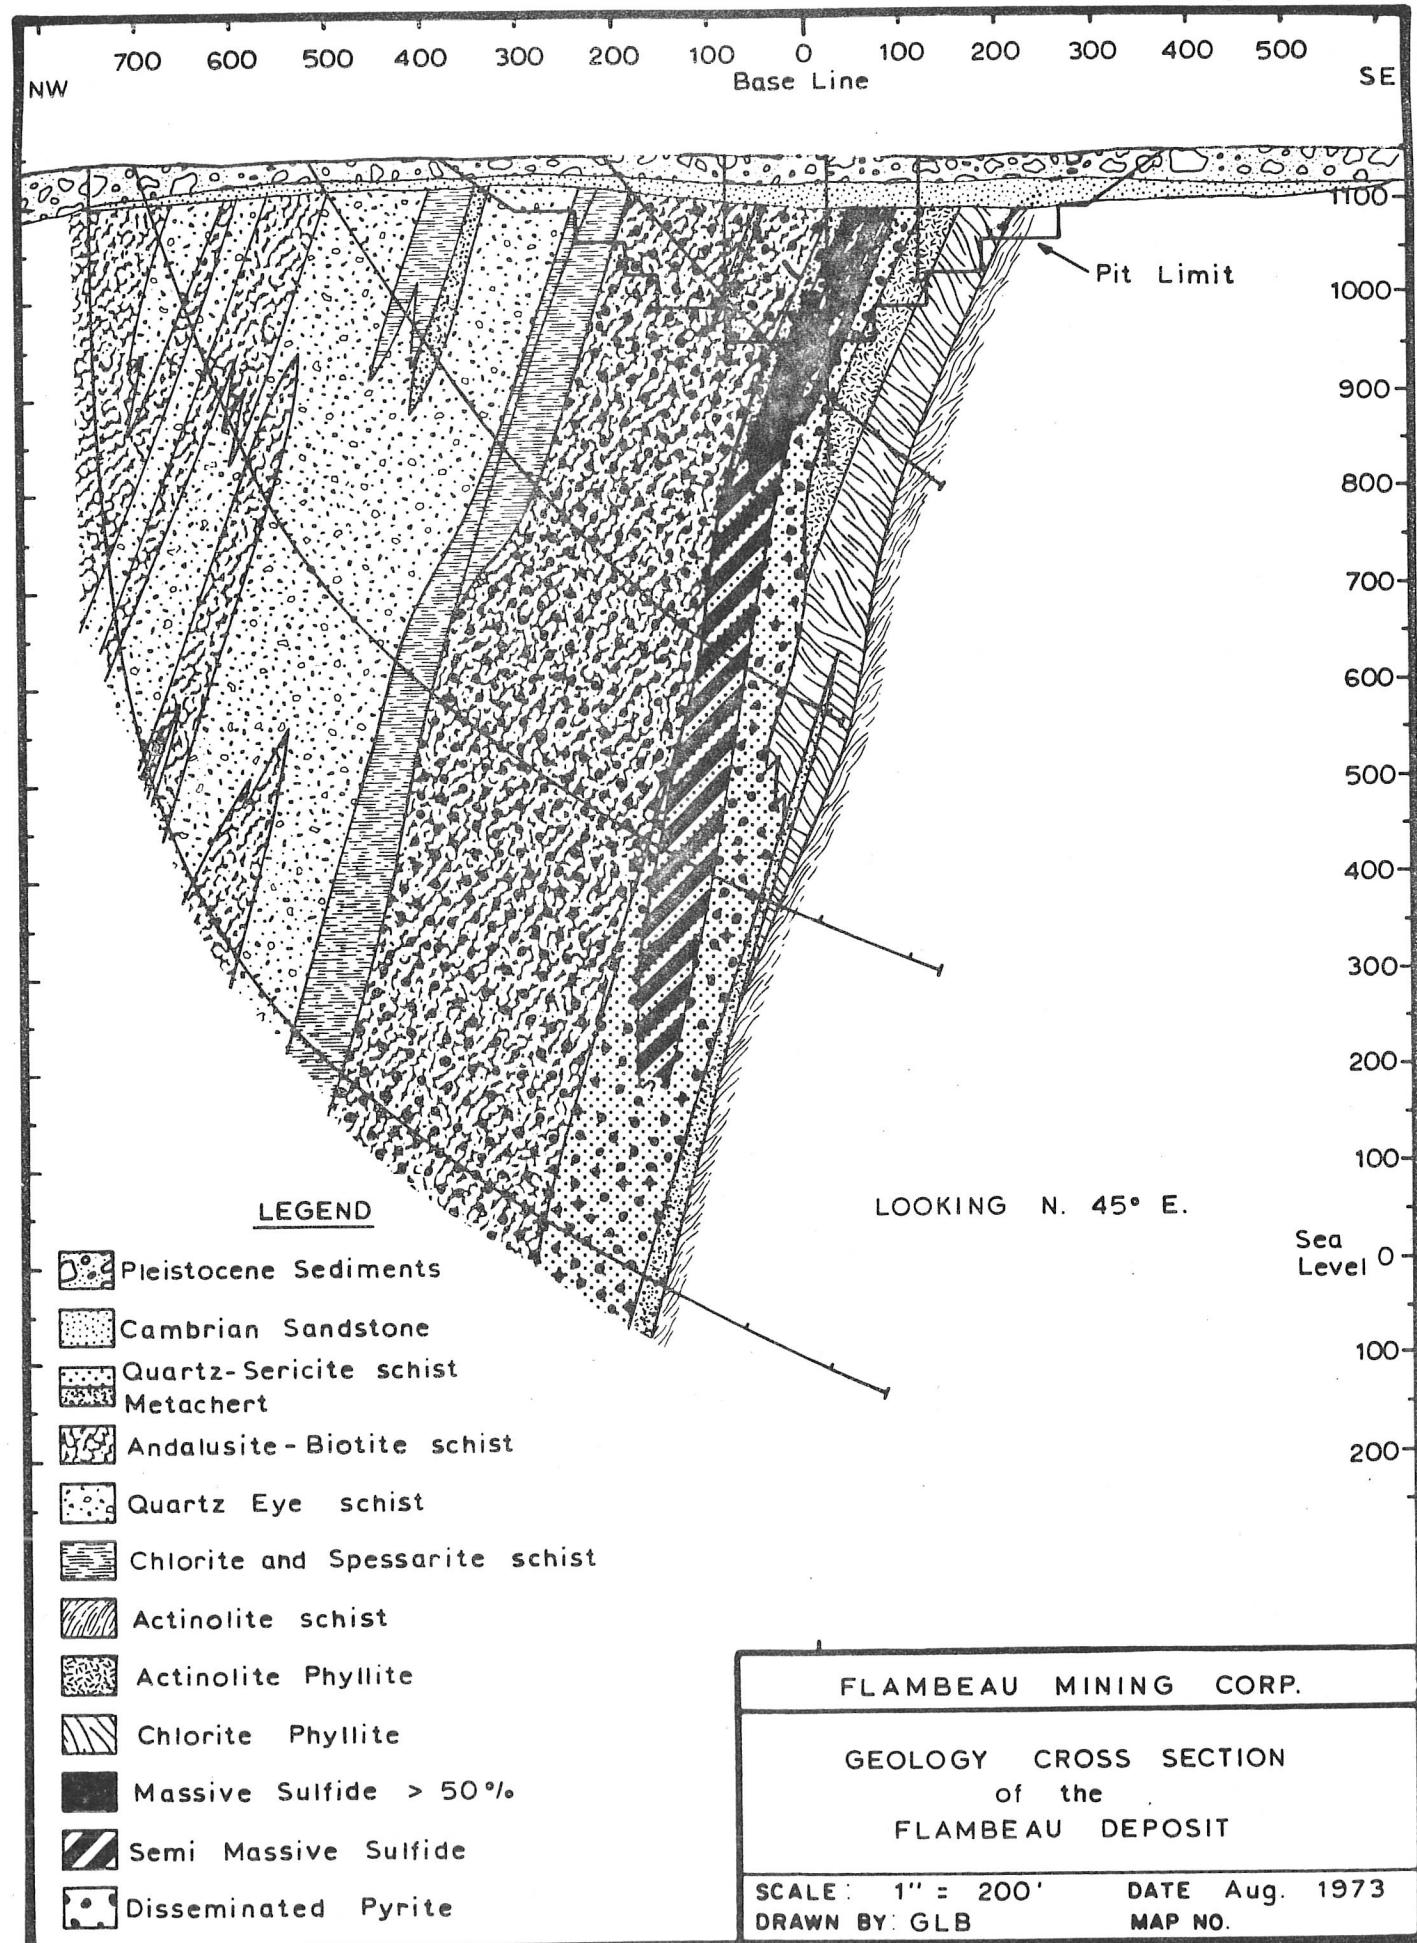 700 600 500 400 300 200 100 0 100 200 300 400 500
NW Base Line SE
1100
Pit Limit
1000
900
800
700
600
500
400
300
200
100
LOOKING N. 45° E.
Sea
Level 0
100
200
LEGEND
Pleistocene Sediments
Cambrian Sandstone
Quartz-Sericite schist
Metachert
Andalusite-Biotite schist
Quartz Eye schist
Chlorite and Spessarite schist
Actinolite schist
Actinolite Phyllite
Chlorite Phyllite
Massive Sulfide > 50%
Semi Massive Sulfide
Disseminated Pyrite
FLAMBEAU MINING CORP.
GEOLOGY CROSS SECTION
of the
FLAMBEAU DEPOSIT
SCALE: 1" = 200' DATE Aug. 1973
DRAWN BY: GLB MAP NO.